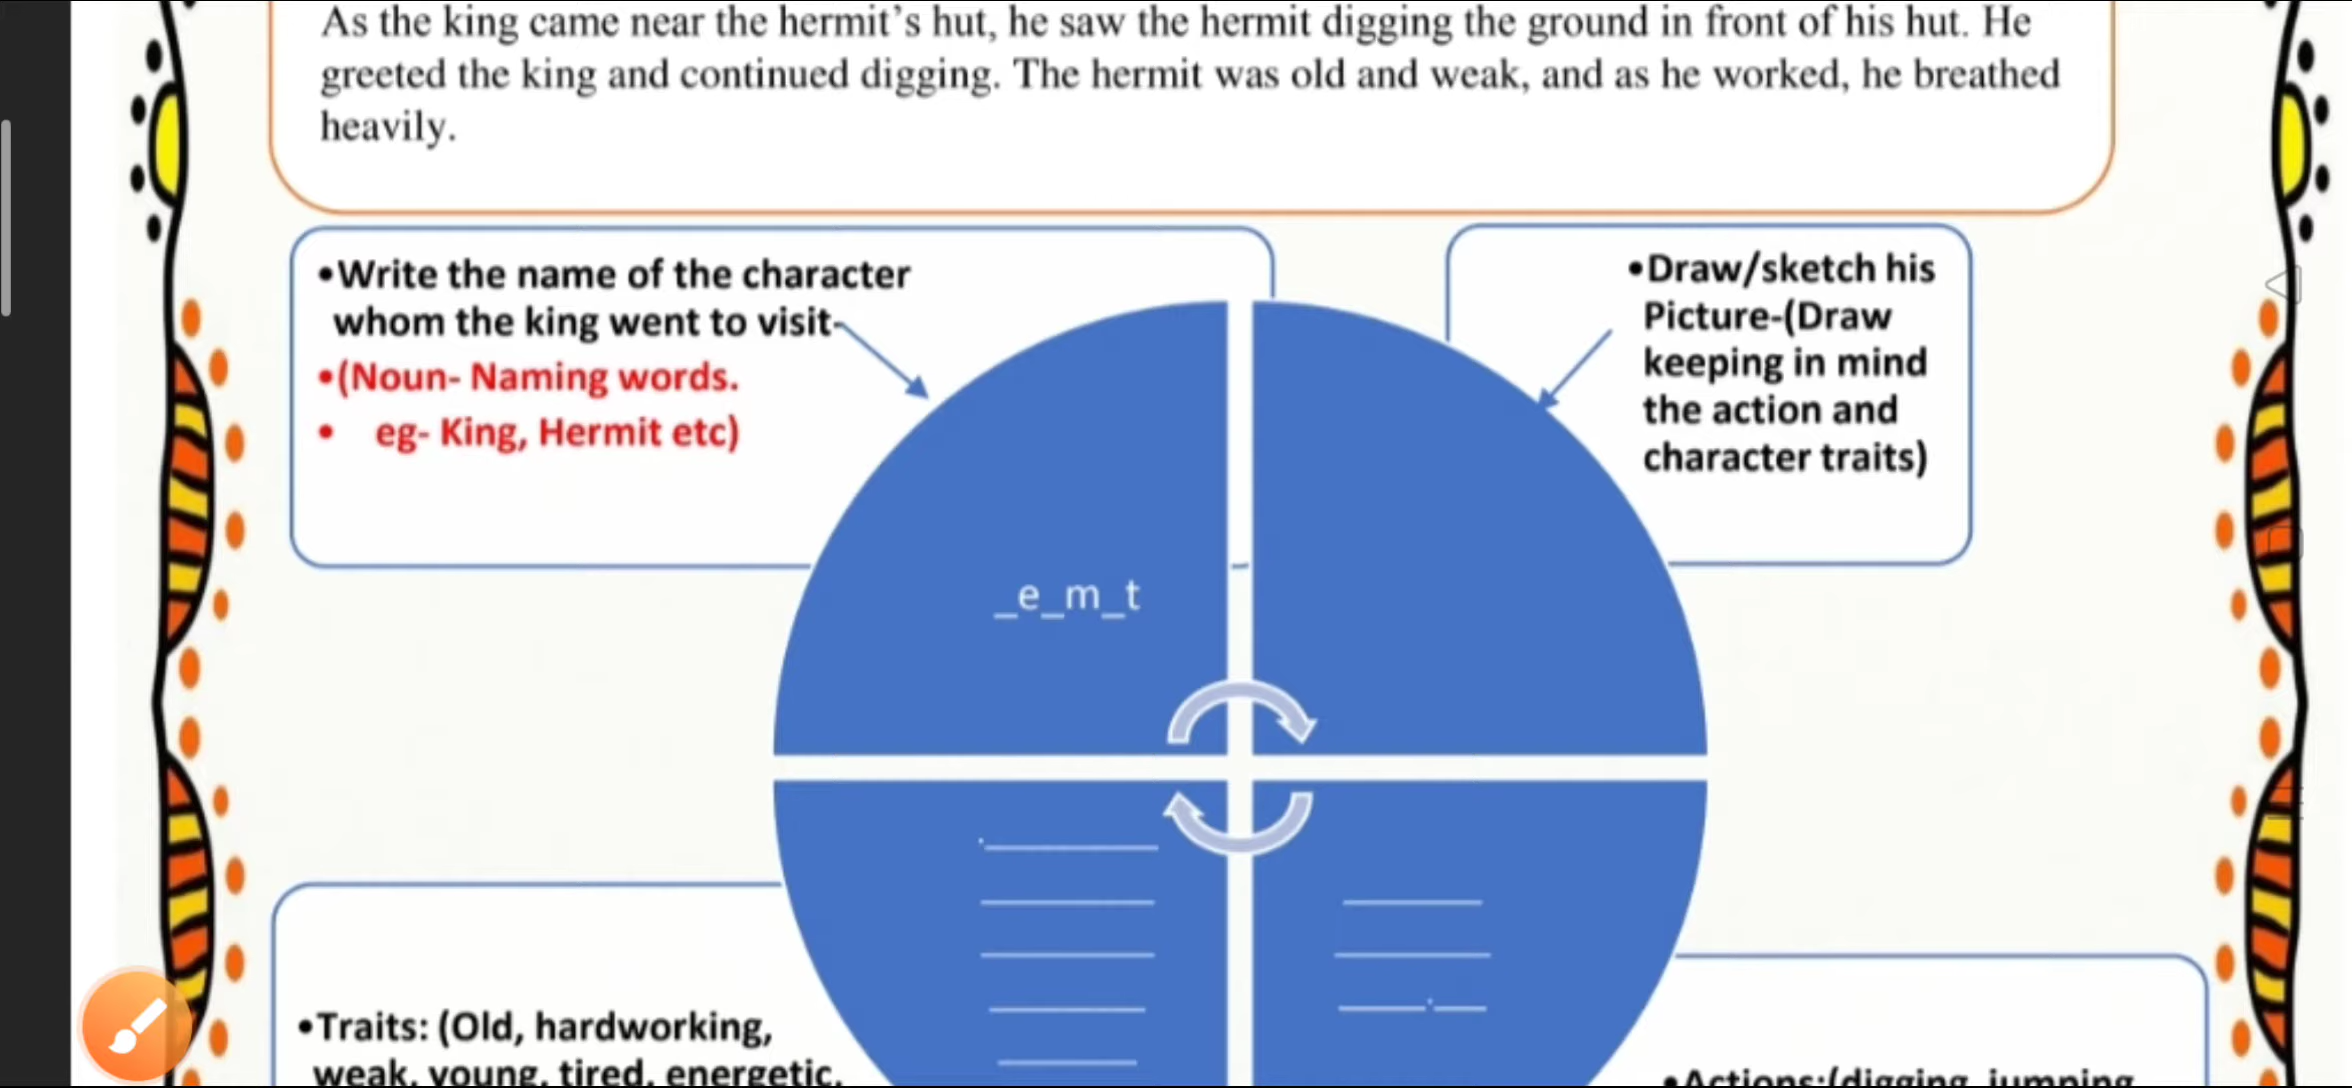 As the king came near the hermit's hut, he saw the hermit digging the ground in front of his hut. He
greeted the king and continued digging. The hermit was old and weak, and as he worked, he breathed
heavily.
•Write the name of the character
whom the king went to visit-
•(Noun- Naming words.
• eg- King, Hermit etc)
•Draw/sketch his
Picture-(Draw
keeping in mind
the action and
character traits)
_e_m_t
•Traits: (Old, hardworking,
weak, young, tired, energetic,
•Actions:(digging, jumping